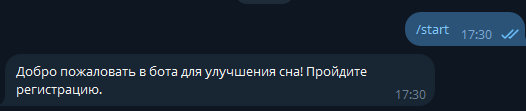 /start 17:30
Добро пожаловать в бота для улучшения сна! Пройдите
регистрацию. 17:30